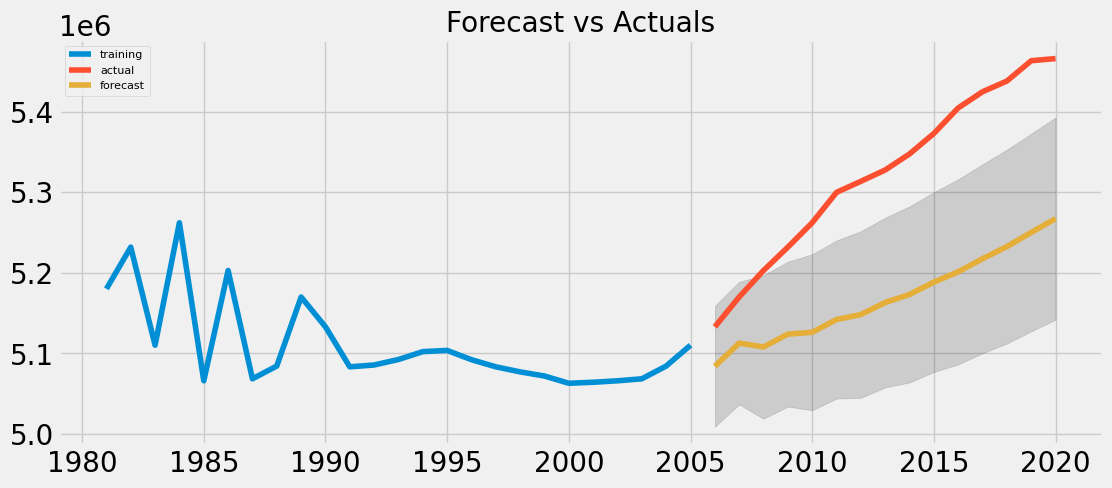 Forecast vs Actuals
1e6
training
actual
forecast
5.4
5.3
5.2
5.1
5.0
1980 1985 1990 1995 2000 2005 2010 2015 2020